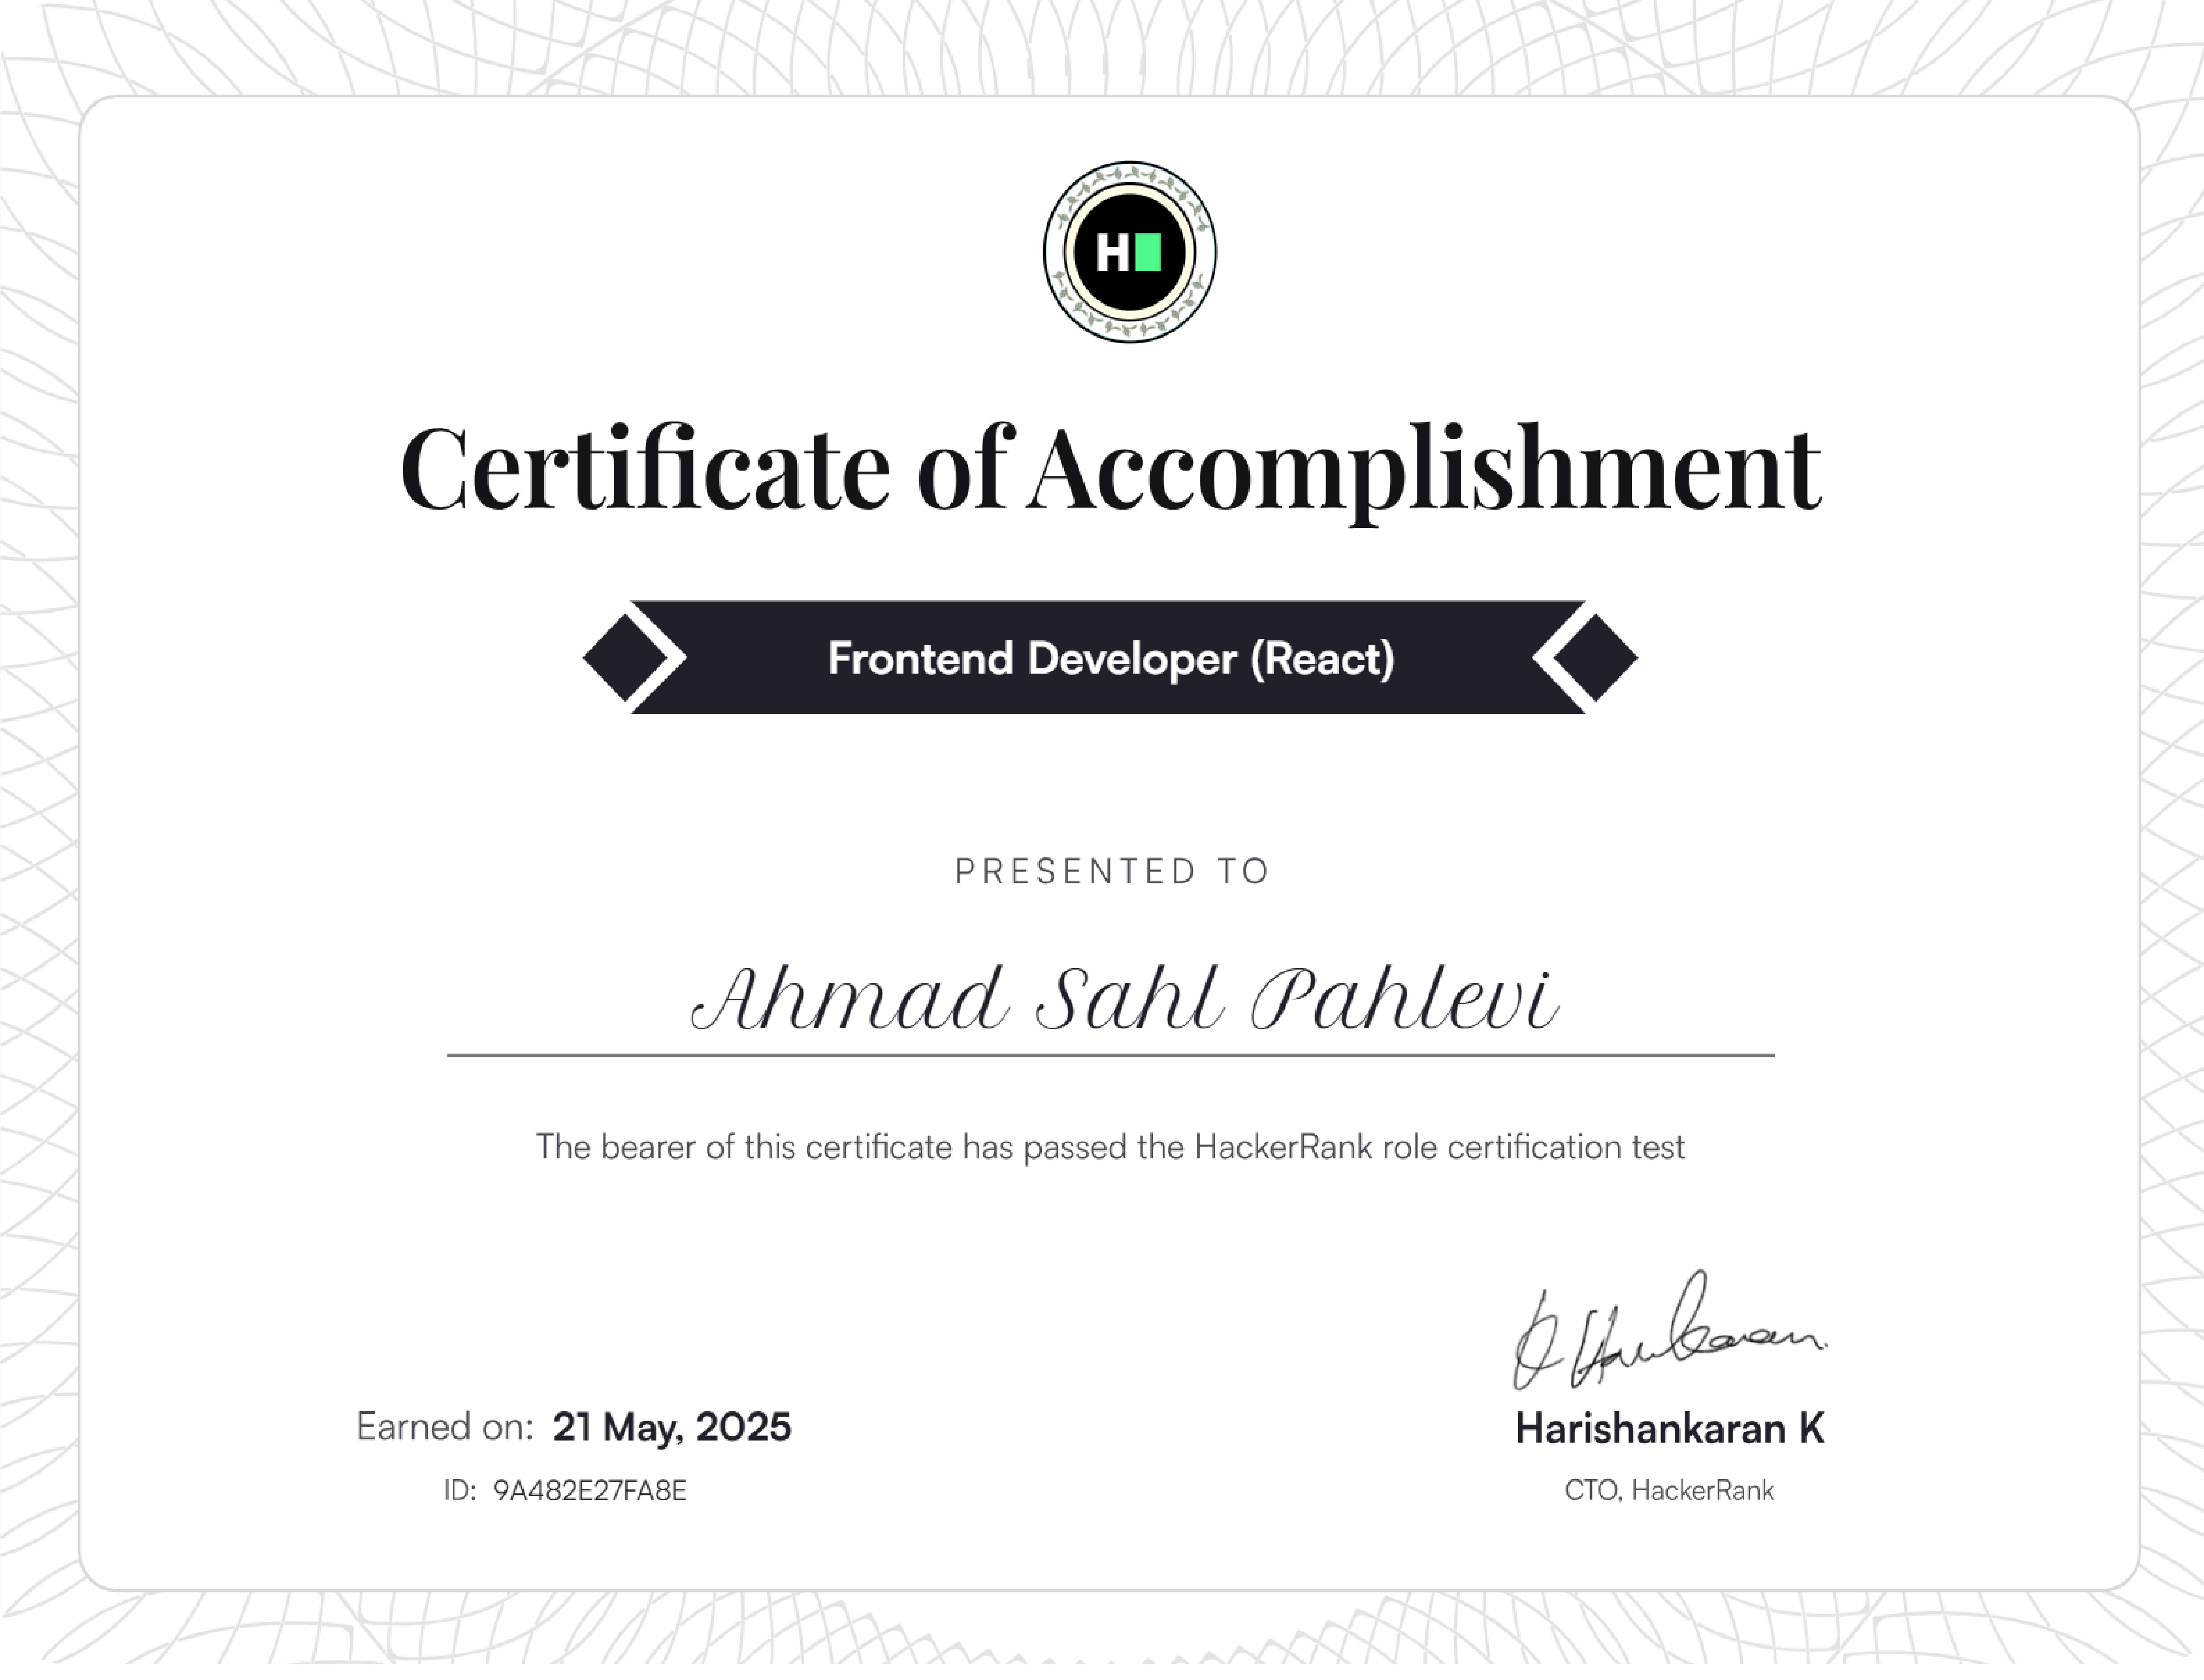 H
Certificate of Accomplishment
Frontend Developer (React)
PRESENTED TO
Ahmad Sahl Pahlevi
The bearer of this certificate has passed the HackerRank role certification test
Earned on: 21 May, 2025
ID: 9A482E27FA8E
Harishankaran K
CTO, HackerRank